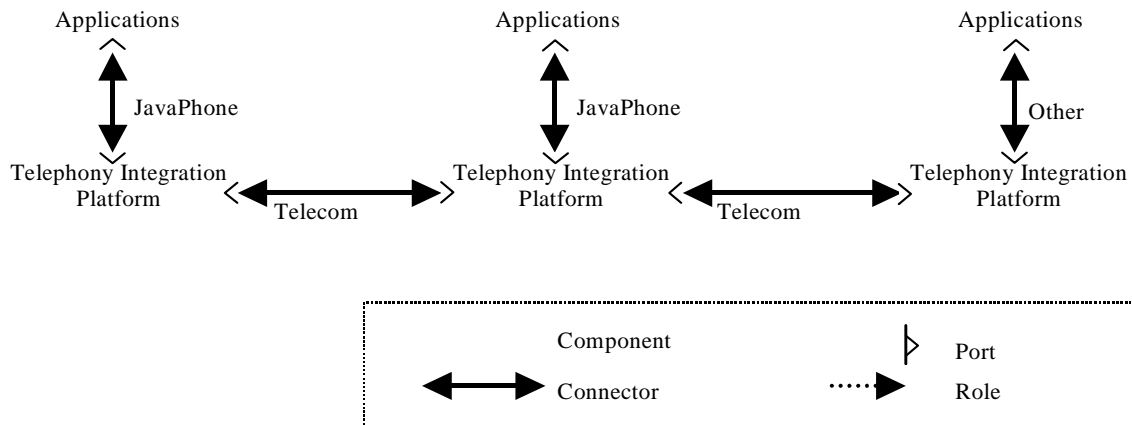 Applications
Applications
Applications
JavaPhone
JavaPhone
Other
Telephony Integration
Platform
Telephony Integration
Platform
Telephony Integration
Platform
Telecom
Telecom
Component
Port
Connector
Role